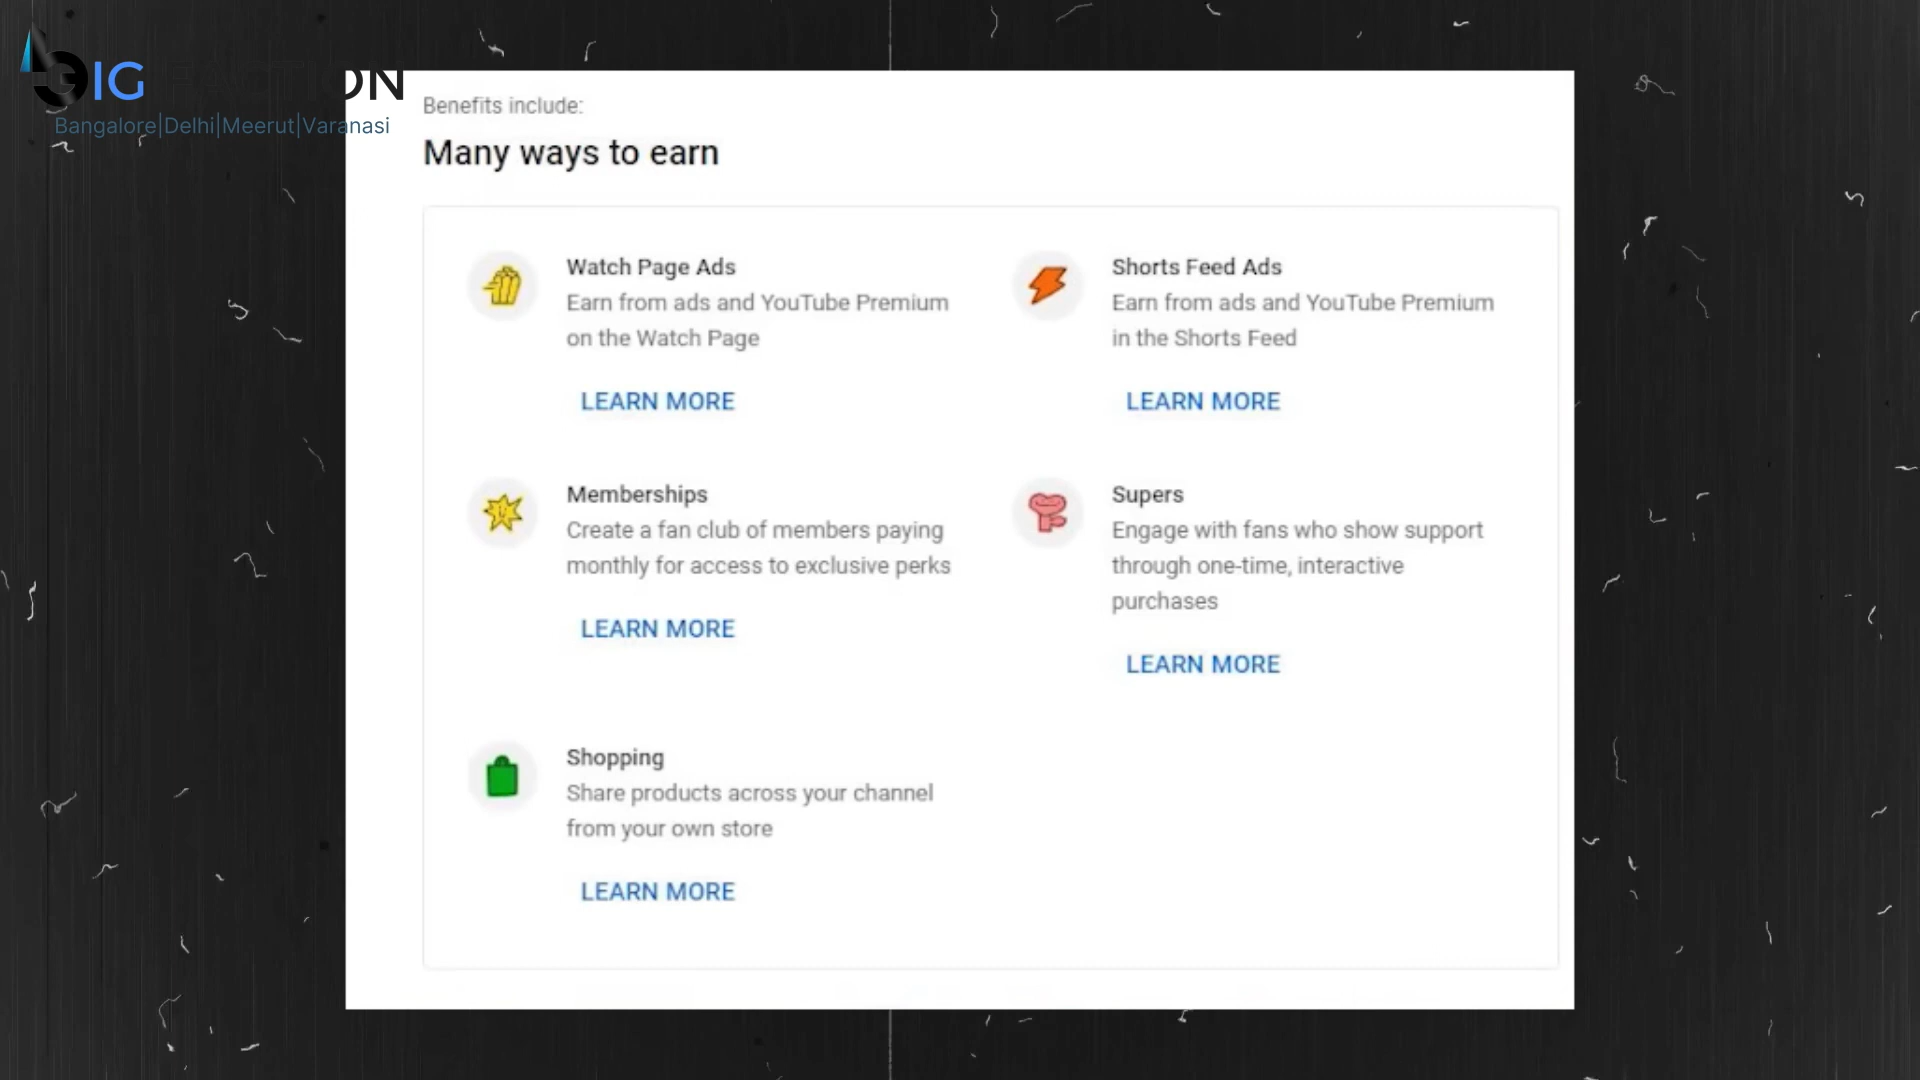 BIG
ON
Bangalore|Delhi|Meerut|Varanasi
Benefits include:
Many ways to earn
Watch Page Ads
Earn from ads and YouTube Premium
on the Watch Page
LEARN MORE
Shorts Feed Ads
Earn from ads and YouTube Premium
in the Shorts Feed
LEARN MORE
Memberships
Create a fan club of members paying
monthly for access to exclusive perks
LEARN MORE
Supers
Engage with fans who show support
through one-time, interactive
purchases
LEARN MORE
Shopping
Share products across your channel
from your own store
LEARN MORE